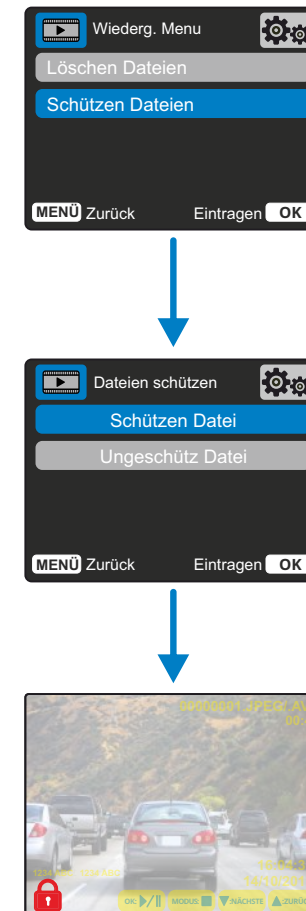 Wiederg. Menu
Löschen Dateien
Schützen Dateien
MENÜ Zurück Eintragen OK
Dateien schützen
Schützen Datei
Ungeschütz Datei
MENÜ Zurück Eintragen OK
OK: MODUS: :NÄCHSTE